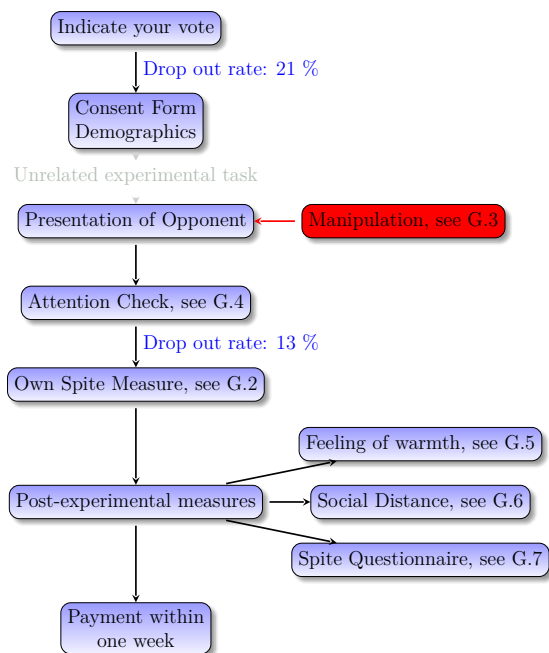 Indicate your vote
Drop out rate: 21 %
Consent Form
Demographics
Unrelated experimental task
Presentation of Opponent
Manipulation, see G.3
Attention Check, see G.4
Drop out rate: 13 %
Own Spite Measure, see G.2
Feeling of warmth, see G.5
Post-experimental measures
Social Distance, see G.6
Spite Questionnaire, see G.7
Payment within
one week